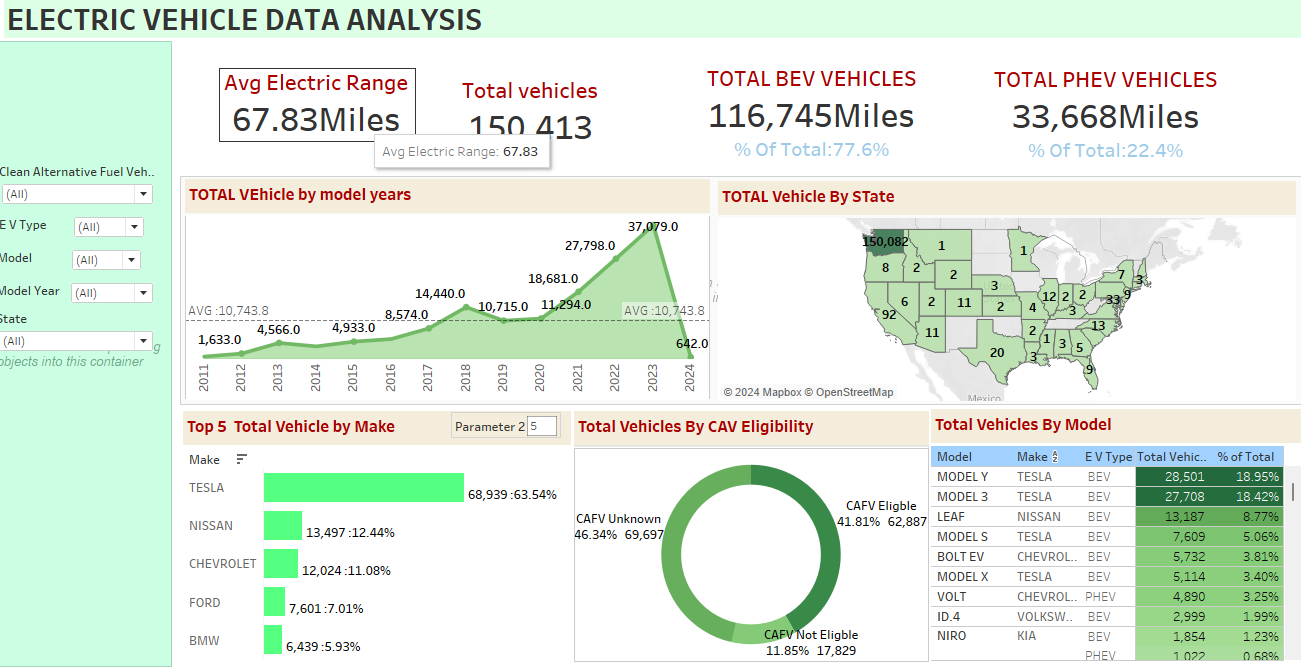 ELECTRIC VEHICLE DATA ANALYSIS
Avg Electric Range
67.83Miles
Avg Electric Range: 67.83
Total vehicles
150,413
TOTAL BEV VEHICLES
116,745Miles
% Of Total:77.6%
TOTAL PHEV VEHICLES
33,668Miles
% Of Total:22.4%
Clean Alternative Fuel Veh..
(All)
E V Type
(All)
Model
(All)
Model Year
(All)
State
(All)
objects into this container
TOTAL VEhicle by model years
37,079.0
27,798.0
18,681.0
14,440.0
10,715.0
11,294.0
8,574.0
4,933.0
4,566.0
1,633.0
642.0
AVG :10,743.8
AVG :10,743.8
2011
2012
2013
2014
2015
2016
2017
2018
2019
2020
2021
2022
2023
2024
TOTAL Vehicle By STate
150,082
1
1
8
2
2
7
3
3
9
6
2
11
2
4
12
2
2
33
3
92
13
11
2
1
3
5
20
3
9
© 2024 Mapbox © OpenStreetMap
Mexico
Top 5 Total Vehicle by Make
Parameter 2 5
Make
TESLA
68,939 :63.54%
NISSAN
13,497 :12.44%
CHEVROLET
12,024 :11.08%
FORD
7,601 :7.01%
BMW
6,439 :5.93%
Total Vehicles By CAV Eligibility
CAFV Unknown
46.34% 69,697
CAFV Eligble
41.81% 62,887
CAFV Not Eligble
11.85% 17,829
Total Vehicles By Model
Model Make E V Type Total Vehic.. % of Total
MODEL Y TESLA BEV 28,501 18.95%
MODEL 3 TESLA BEV 27,708 18.42%
LEAF NISSAN BEV 13,187 8.77%
MODEL S TESLA BEV 7,609 5.06%
BOLT EV CHEVROL.. BEV 5,732 3.81%
MODEL X TESLA BEV 5,114 3.40%
VOLT CHEVROL.. PHEV 4,890 3.25%
ID.4 VOLKSW.. BEV 2,999 1.99%
NIRO KIA BEV 1,854 1.23%
PHEV 1,022 0.68%